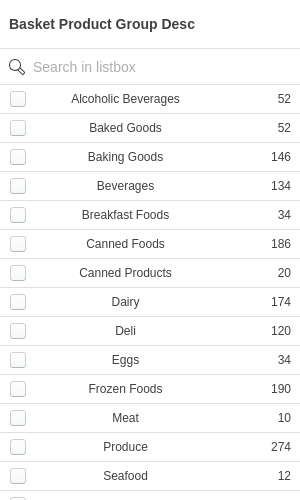 Basket Product Group Desc
Search in listbox
Alcoholic Beverages 52
Baked Goods 52
Baking Goods 146
Beverages 134
Breakfast Foods 34
Canned Foods 186
Canned Products 20
Dairy 174
Deli 120
Eggs 34
Frozen Foods 190
Meat 10
Produce 274
Seafood 12